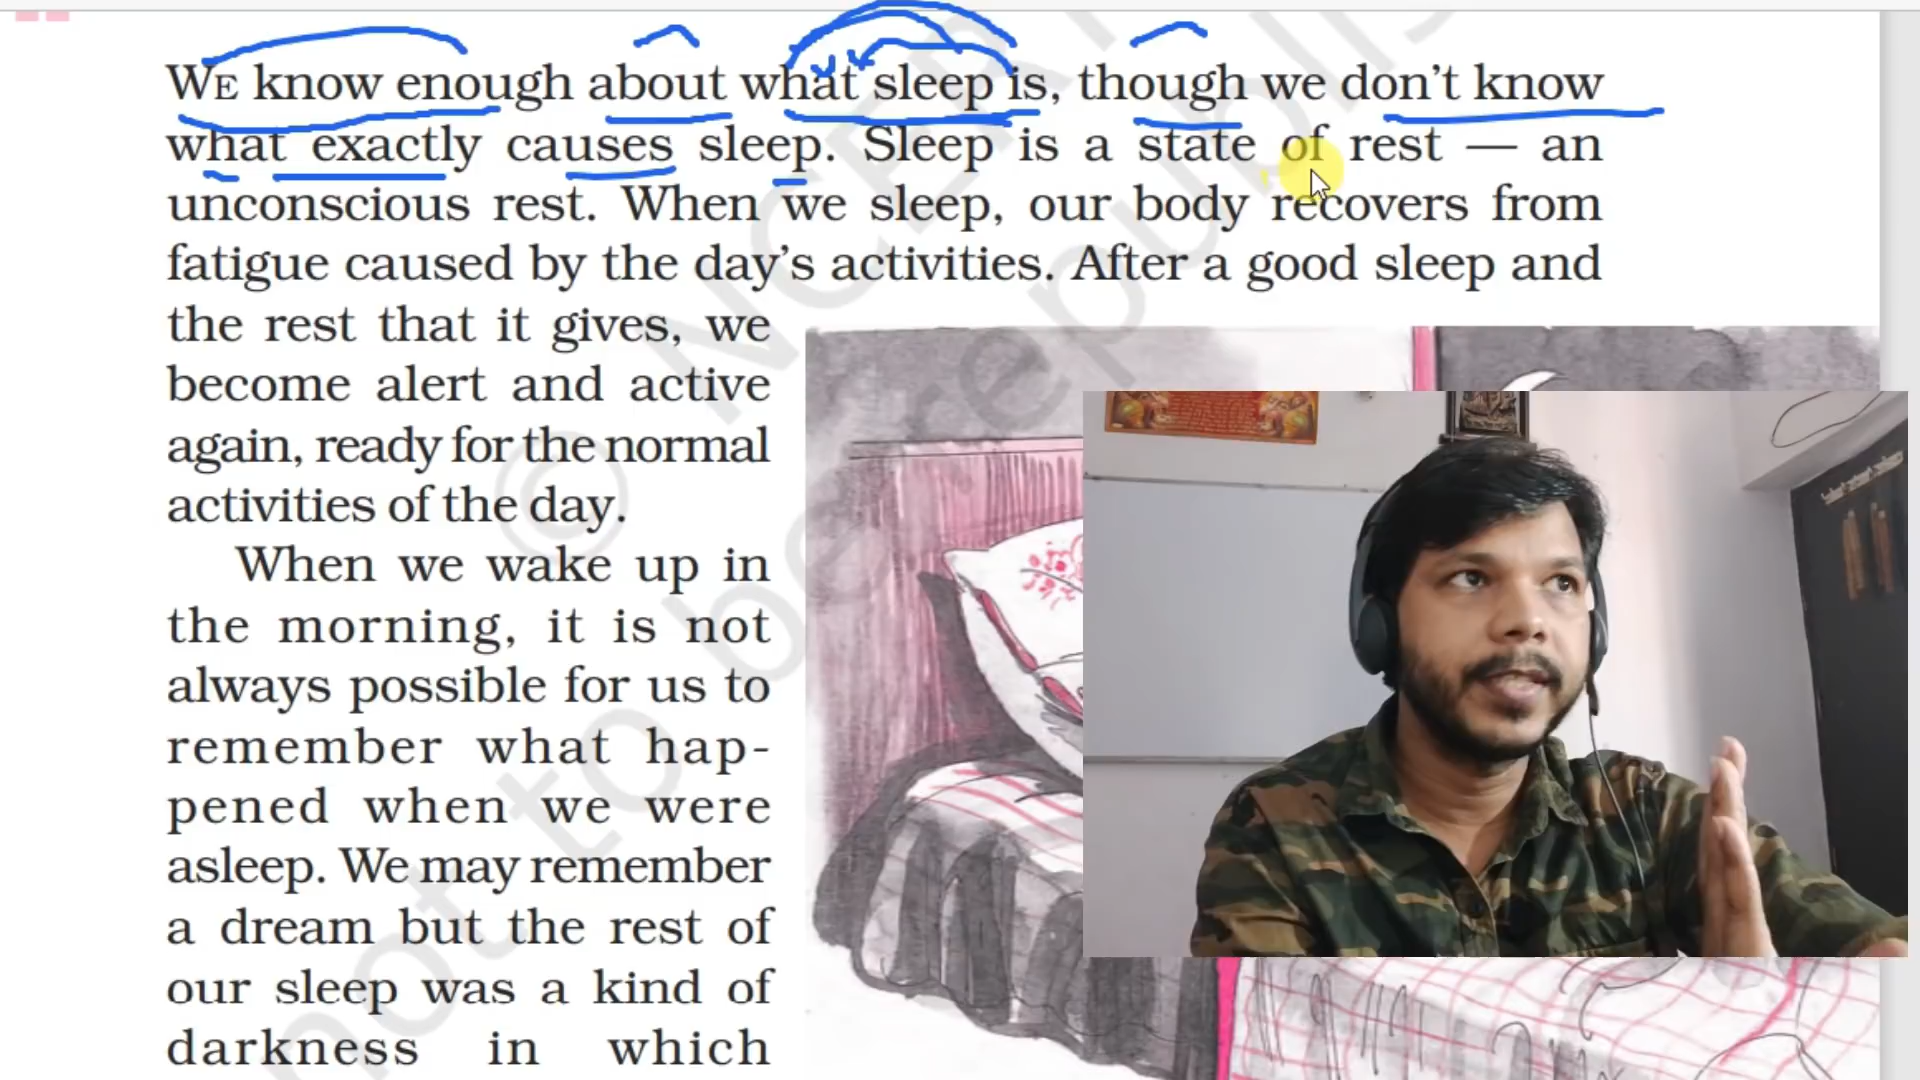 WE know enough about what sleep is, though we don’t know
what exactly causes sleep. Sleep is a state of rest — an
unconscious rest. When we sleep, our body recovers from
fatigue caused by the day’s activities. After a good sleep and
the rest that it gives, we
become alert and active
again, ready for the normal
activities of the day.
When we wake up in
the morning, it is not
always possible for us to
remember what hap-
pened when we were
asleep. We may remember
a dream but the rest of
our sleep was a kind of
darkness in which
© NCERT
not to be republis